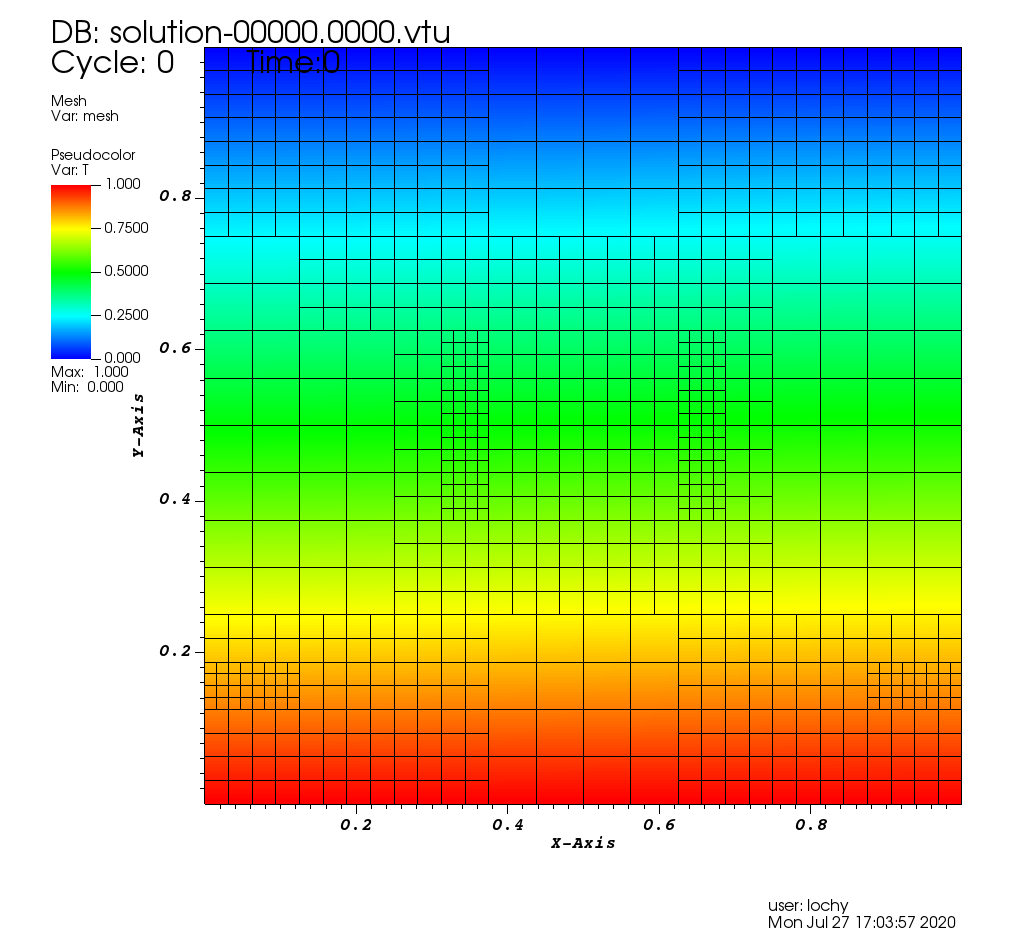 DB: solution-00000.0000.vtu
Cycle: 0 Time:0
Mesh
Var: mesh
Pseudocolor
Var: T
1.000
0.7500
0.5000
0.2500
0.000
Max: 1.000
Min: 0.000
Y-Axis
0.8
0.6
0.4
0.2
0.2 0.4 0.6 0.8
X-Axis
user: lochy
Mon Jul 27 17:03:57 2020